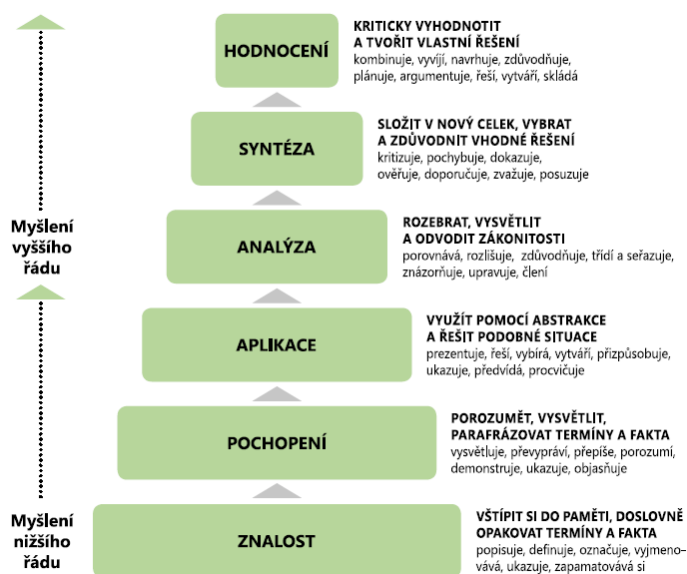 HODNOCENÍ
KRITICKY VYHODNOTIT
A TVOŘIT VLASTNÍ ŘEŠENÍ
kombinuje, vyvíjí, navrhuje, zdůvodňuje,
plánuje, argumentuje, řeší, vytváří, skládá
SYNTÉZA
SLOŽIT V NOVÝ CELEK, VYBRAT
A ZDŮVODNIT VHODNÉ ŘEŠENÍ
kritizuje, pochybuje, dokazuje,
ověřuje, doporučuje, zvažuje, posuzuje
Myšlení
vyššího
řádu
ANALÝZA
ROZEBRAT, VYSVĚTLIT
A ODVODIT ZÁKONITOSTI
porovnává, rozlišuje, zdůvodňuje, třídí a seřazuje,
znázorňuje, upravuje, člení
APLIKACE
VYUŽÍT POMOCÍ ABSTRAKCE
A ŘEŠIT PODOBNÉ SITUACE
prezentuje, řeší, vybírá, vytváří, přizpůsobuje,
ukazuje, předvídá, procvičuje
POCHOPENÍ
POROZUMĚT, VYSVĚTLIT,
PARAFRÁZOVAT TERMÍNY A FAKTA
vysvětluje, převypráví, přepíše, porozumí,
demonstruje, ukazuje, objasňuje
Myšlení
nižšího
řádu
ZNALOST
VŠTÍPIT SI DO PAMĚTI, DOSLOVNĚ
OPAKOVAT TERMÍNY A FAKTA
popisuje, definuje, označuje, vyjmeno–
vává, ukazuje, zapamatovává si